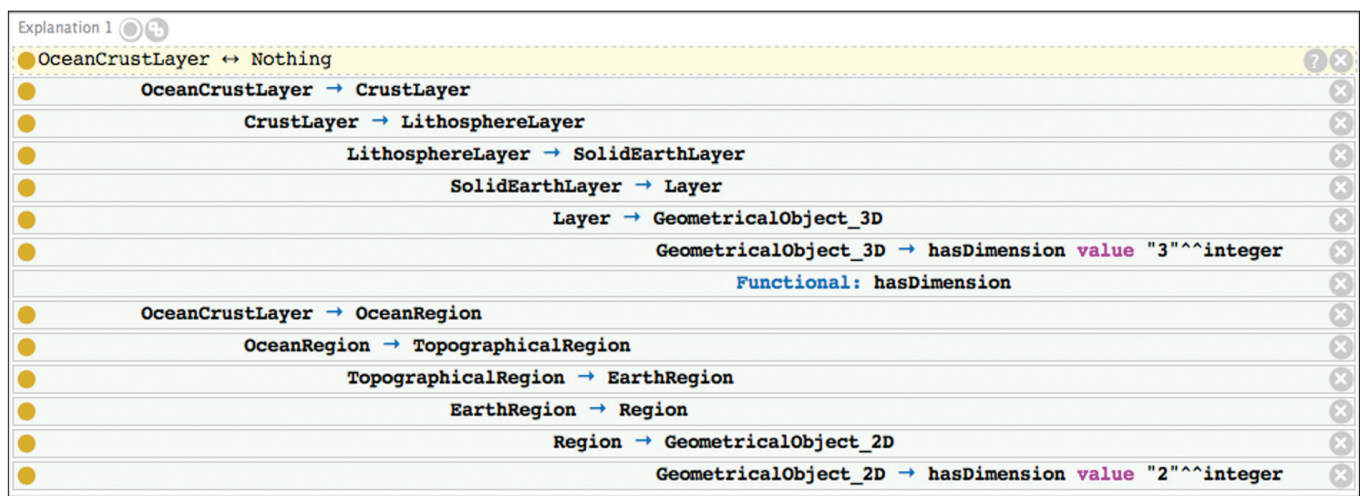 Explanation 1
OceanCrustLayer ↔ Nothing
OceanCrustLayer → CrustLayer
CrustLayer → LithosphereLayer
LithosphereLayer → SolidEarthLayer
SolidEarthLayer → Layer
Layer → GeometricalObject_3D
GeometricalObject_3D → hasDimension value "3"^^integer
Functional: hasDimension
OceanCrustLayer → OceanRegion
OceanRegion → TopographicalRegion
TopographicalRegion → EarthRegion
EarthRegion → Region
Region → GeometricalObject_2D
GeometricalObject_2D → hasDimension value "2"^^integer